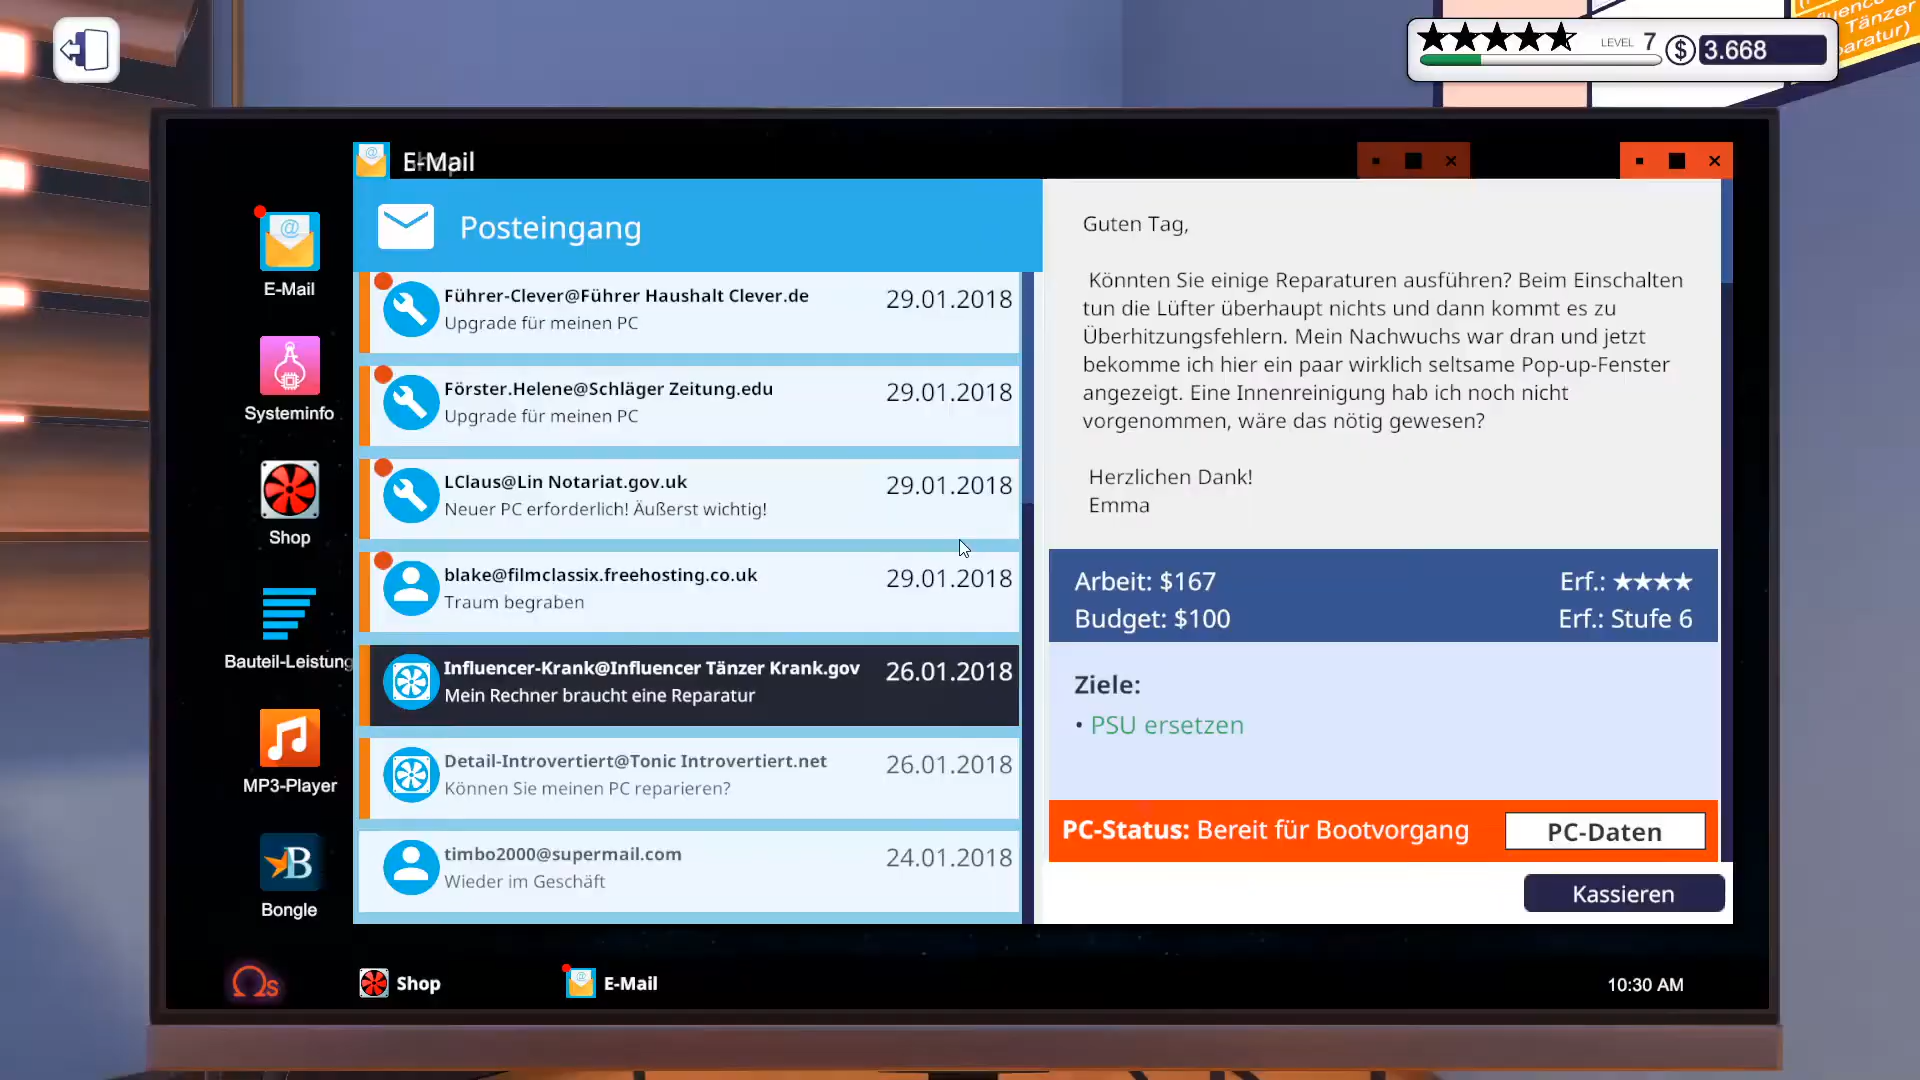 LEVEL 7
$ 3.668
Tänzer
E-Mail
Posteingang
Führer-Clever@Führer Haushalt Clever.de
29.01.2018
Upgrade für meinen PC
Förster.Helene@Schläger Zeitung.edu
29.01.2018
Upgrade für meinen PC
LClaus@Lin Notariat.gov.uk
29.01.2018
Neuer PC erforderlich! Äußerst wichtig!
blake@filmclassix.freehosting.co.uk
29.01.2018
Traum begraben
Influencer-Krank@Influencer Tänzer Krank.gov
26.01.2018
Mein Rechner braucht eine Reparatur
Detail-Introvertiert@Tonic Introvertiert.net
26.01.2018
Können Sie meinen PC reparieren?
timbo2000@supermail.com
24.01.2018
Wieder im Geschäft
Guten Tag,
Könnten Sie einige Reparaturen ausführen? Beim Einschalten
tun die Lüfter überhaupt nichts und dann kommt es zu
Überhitzungsfehlern. Mein Nachwuchs war dran und jetzt
bekomme ich hier ein paar wirklich seltsame Pop-up-Fenster
angezeigt. Eine Innenreinigung hab ich noch nicht
vorgenommen, wäre das nötig gewesen?
Herzlichen Dank!
Emma
Arbeit: $167
Erf.: ★★★★
Budget: $100
Erf.: Stufe 6
Ziele:
• PSU ersetzen
PC-Status: Bereit für Bootvorgang
PC-Daten
Kassieren
E-Mail
Systeminfo
Shop
Bauteil-Leistung
MP3-Player
B
Bongle
Ωs
Shop
E-Mail
10:30 AM